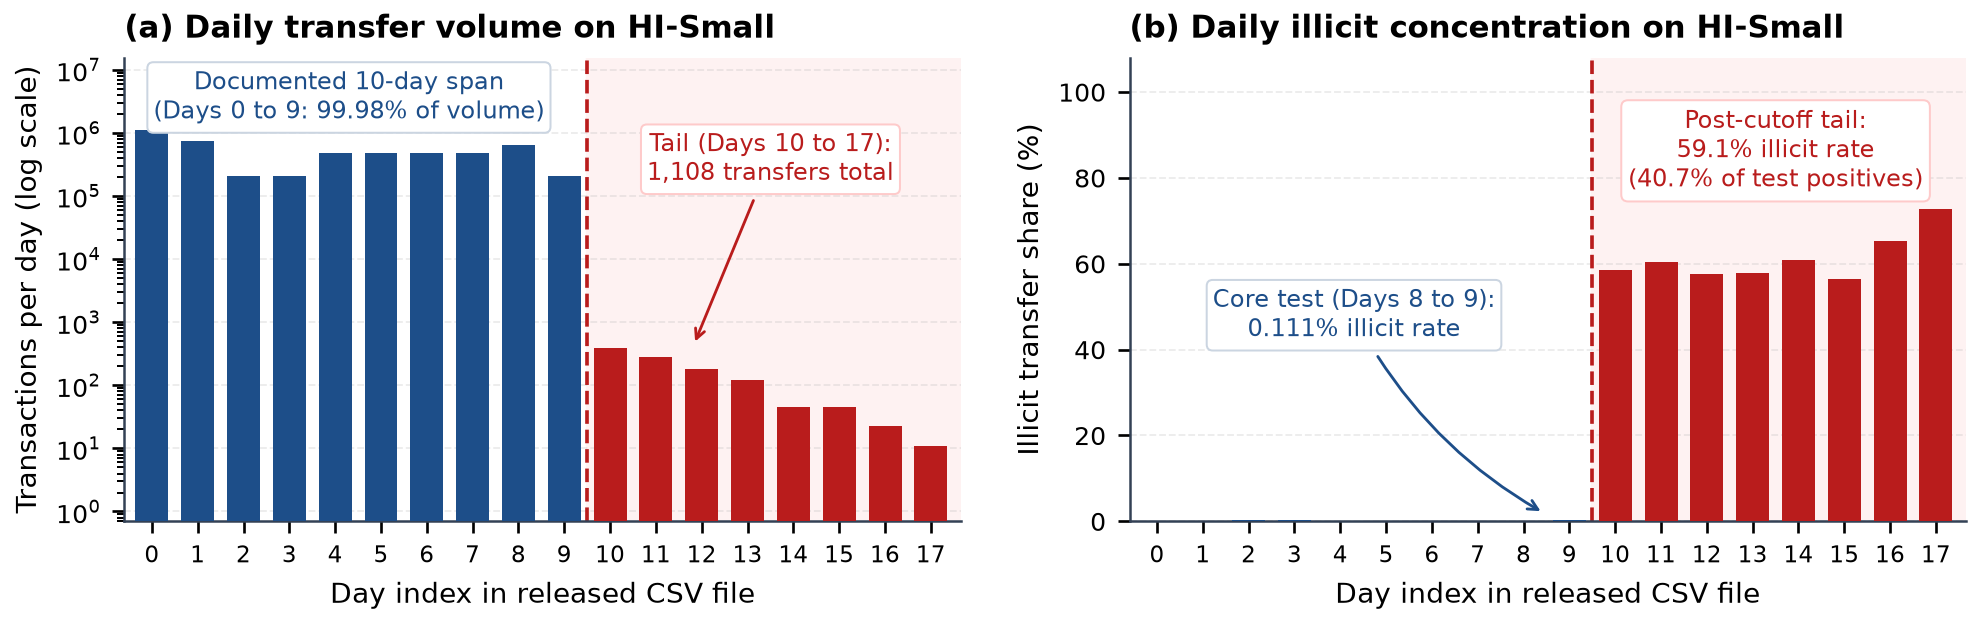 (a) Daily transfer volume on HI-Small
Transactions per day (log scale)
10⁷
10⁶
10⁵
10⁴
10³
10²
10¹
10⁰
Documented 10-day span
(Days 0 to 9: 99.98% of volume)
Tail (Days 10 to 17):
1,108 transfers total
0 1 2 3 4 5 6 7 8 9 10 11 12 13 14 15 16 17
Day index in released CSV file
(b) Daily illicit concentration on HI-Small
Illicit transfer share (%)
100
80
60
40
20
0
Post-cutoff tail:
59.1% illicit rate
(40.7% of test positives)
Core test (Days 8 to 9):
0.111% illicit rate
0 1 2 3 4 5 6 7 8 9 10 11 12 13 14 15 16 17
Day index in released CSV file